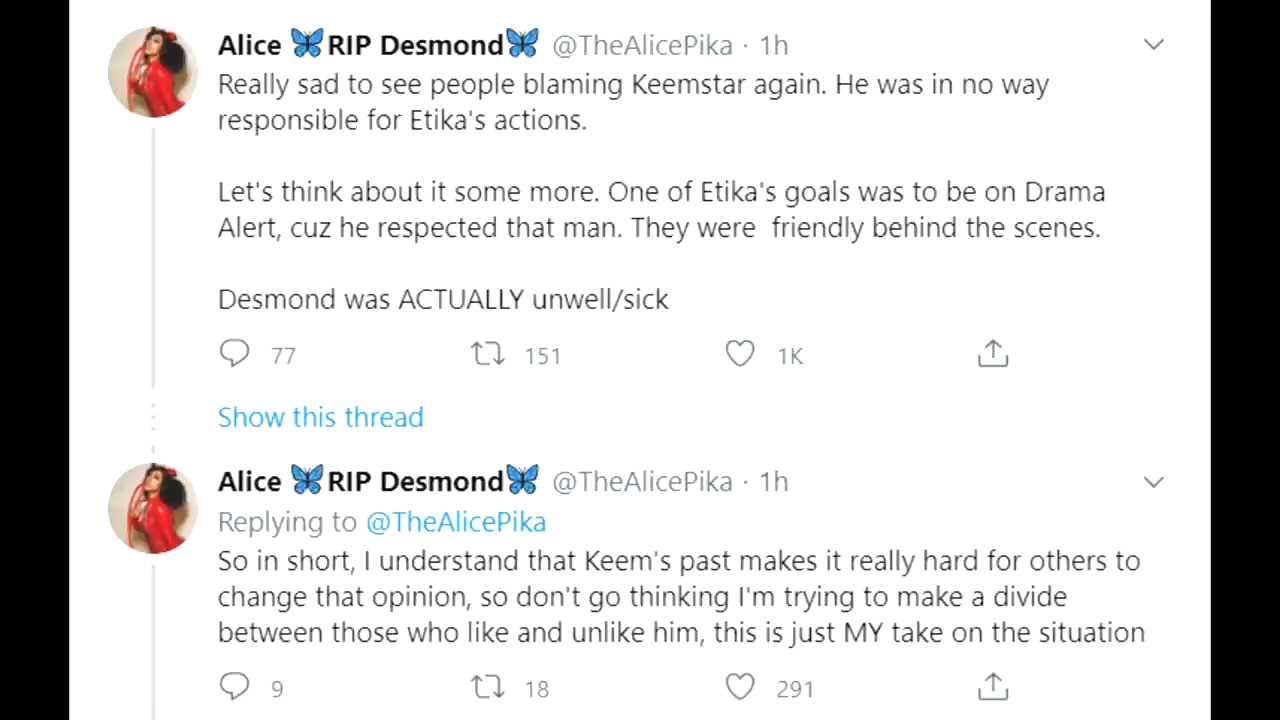 Alice 🦋RIP Desmond🦋 @TheAlicePika · 1h
Really sad to see people blaming Keemstar again. He was in no way
responsible for Etika's actions.
Let's think about it some more. One of Etika's goals was to be on Drama
Alert, cuz he respected that man. They were  friendly behind the scenes.
Desmond was ACTUALLY unwell/sick
77 151 1K
Show this thread
Alice 🦋RIP Desmond🦋 @TheAlicePika · 1h
Replying to @TheAlicePika
So in short, I understand that Keem's past makes it really hard for others to
change that opinion, so don't go thinking I'm trying to make a divide
between those who like and unlike him, this is just MY take on the situation
9 18 291